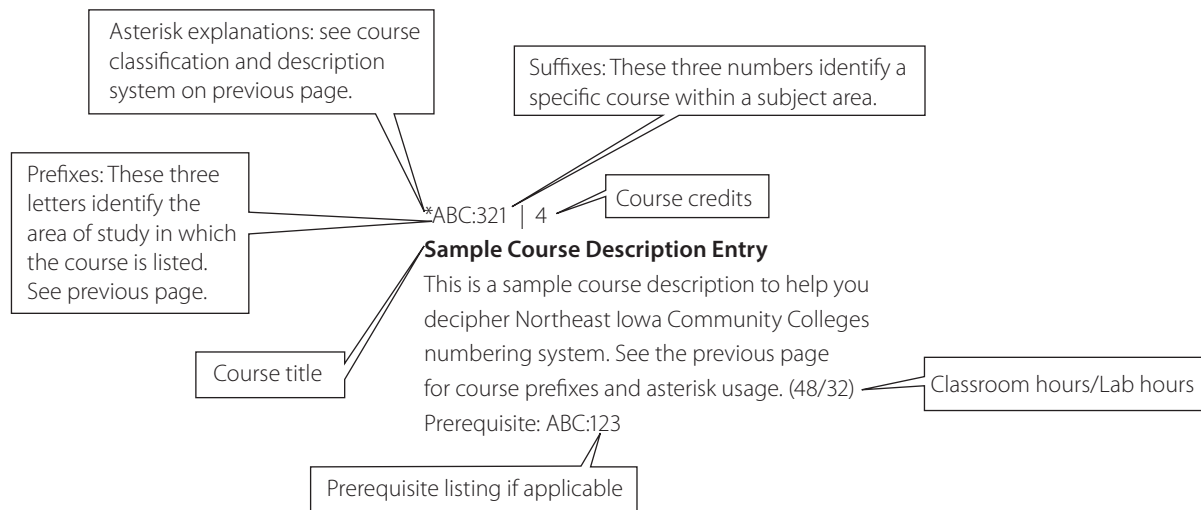 Asterisk explanations: see course
classification and description
system on previous page.
Suffixes: These three numbers identify a
specific course within a subject area.
Prefixes: These three
letters identify the
area of study in which
the course is listed.
See previous page.
*ABC:321 | 4
Course credits
Sample Course Description Entry
This is a sample course description to help you
decipher Northeast Iowa Community Colleges
numbering system. See the previous page
for course prefixes and asterisk usage. (48/32)
Prerequisite: ABC:123
Course title
Classroom hours/Lab hours
Prerequisite listing if applicable